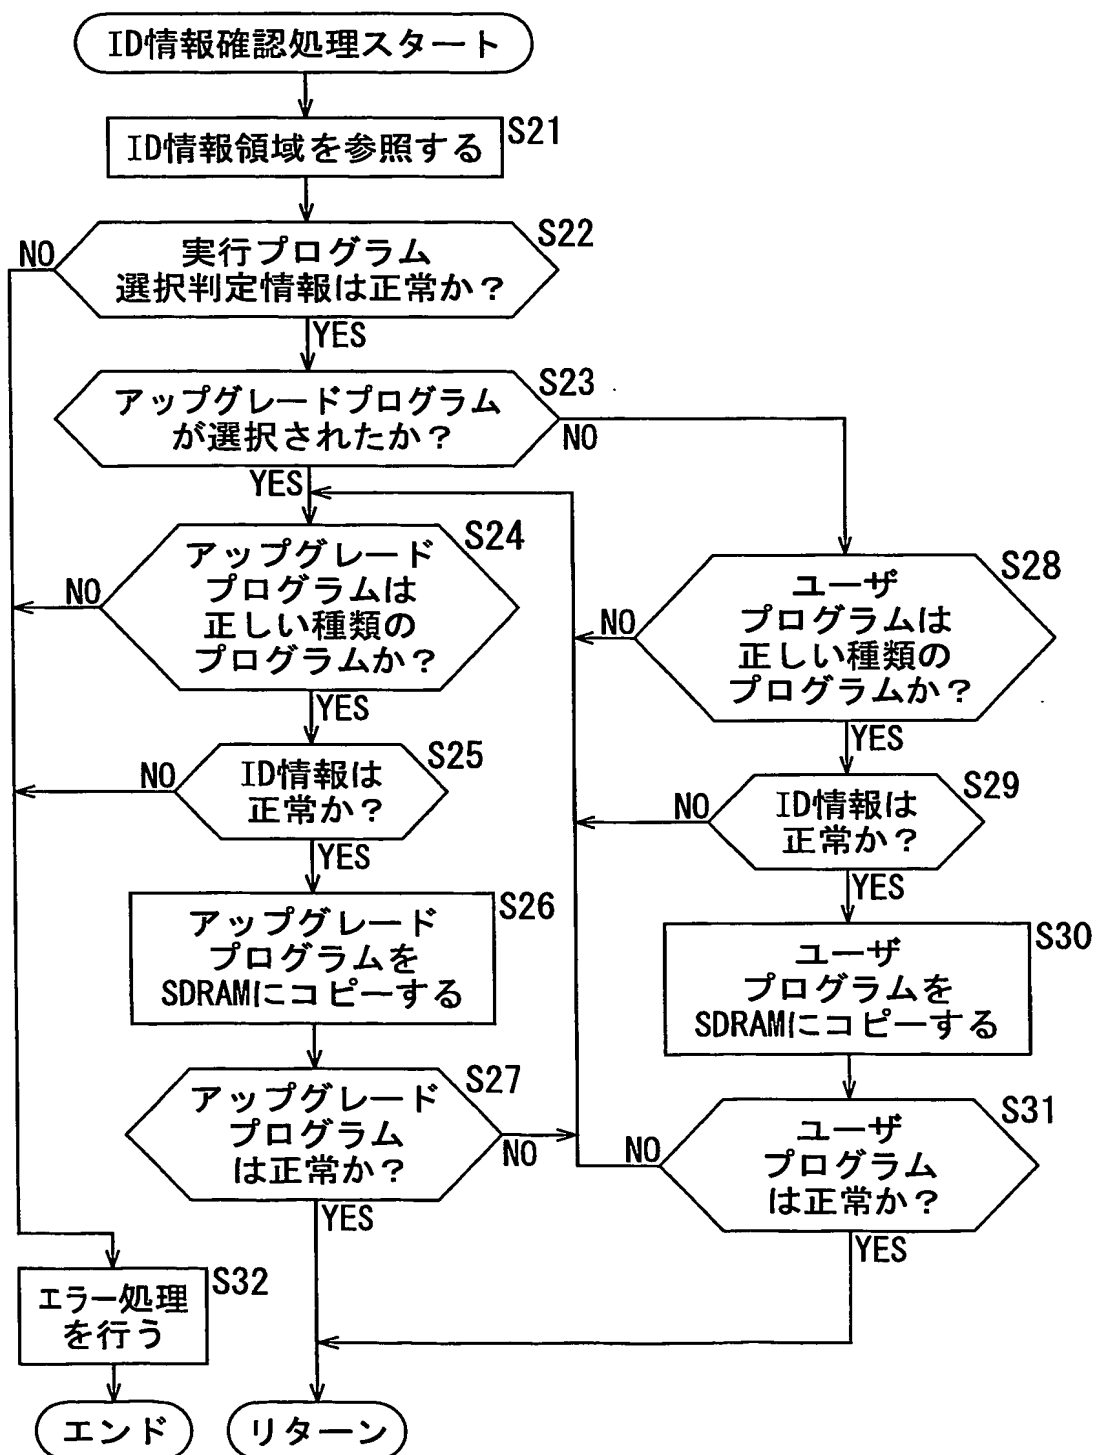 ID情報確認処理スタート
ID情報領域を参照する
S21
実行プログラム
選択判定情報は正常か？
S22
NO
YES
アップグレードプログラム
が選択されたか？
S23
NO
YES
アップグレード
プログラムは
正しい種類の
プログラムか？
S24
NO
YES
ID情報は
正常か？
S25
NO
YES
アップグレード
プログラムを
SDRAMにコピーする
S26
アップグレード
プログラム
は正常か？
S27
NO
YES
ユーザ
プログラムは
正しい種類の
プログラムか？
S28
NO
YES
ID情報は
正常か？
S29
NO
YES
ユーザ
プログラムを
SDRAMにコピーする
S30
ユーザ
プログラム
は正常か？
S31
NO
YES
エラー処理
を行う
S32
エンド
リターン